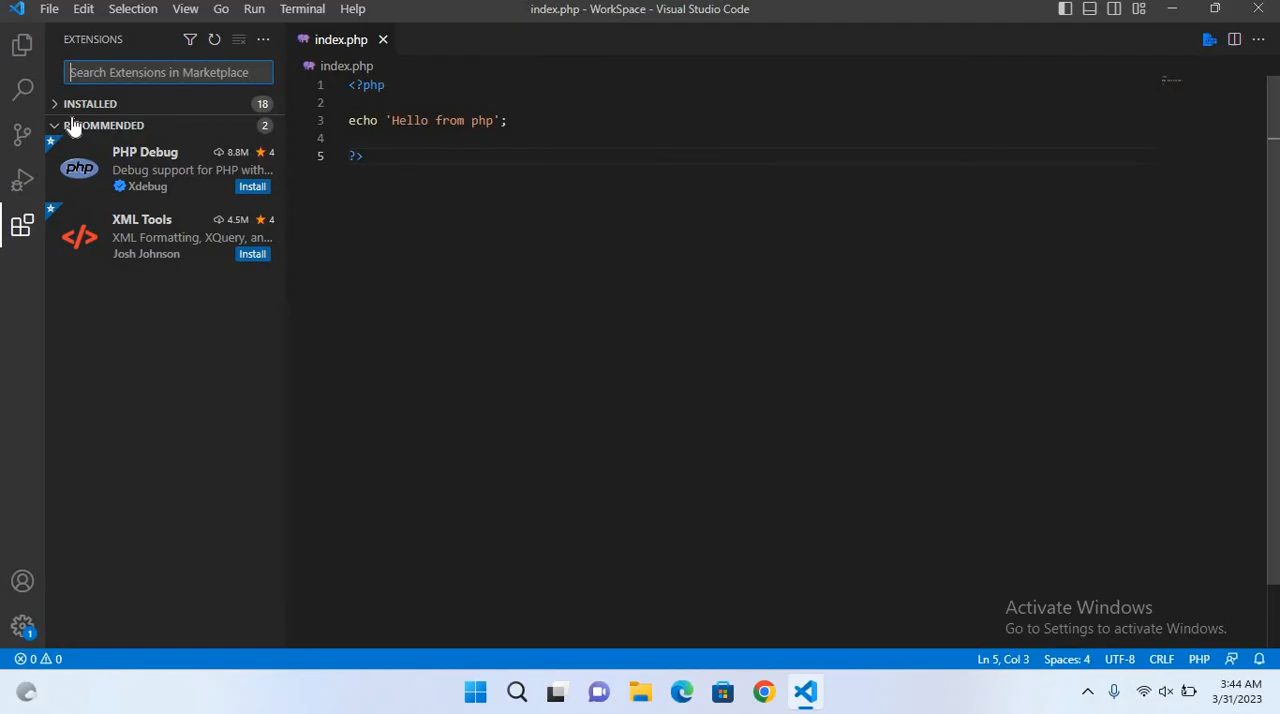 File Edit Selection View Go Run Terminal Help
index.php - WorkSpace - Visual Studio Code
EXTENSIONS
Search Extensions in Marketplace
INSTALLED 18
RECOMMENDED 2
php
PHP Debug 8.8M 4
Debug support for PHP with...
Xdebug Install
XML Tools 4.5M 4
XML Formatting, XQuery, an...
Josh Johnson Install
index.php
index.php
1 <?php
2
3 echo 'Hello from php';
4
5 ?>
Activate Windows
Go to Settings to activate Windows.
1
0 0
Ln 5, Col 3 Spaces: 4 UTF-8 CRLF PHP
3:44 AM
3/31/2023